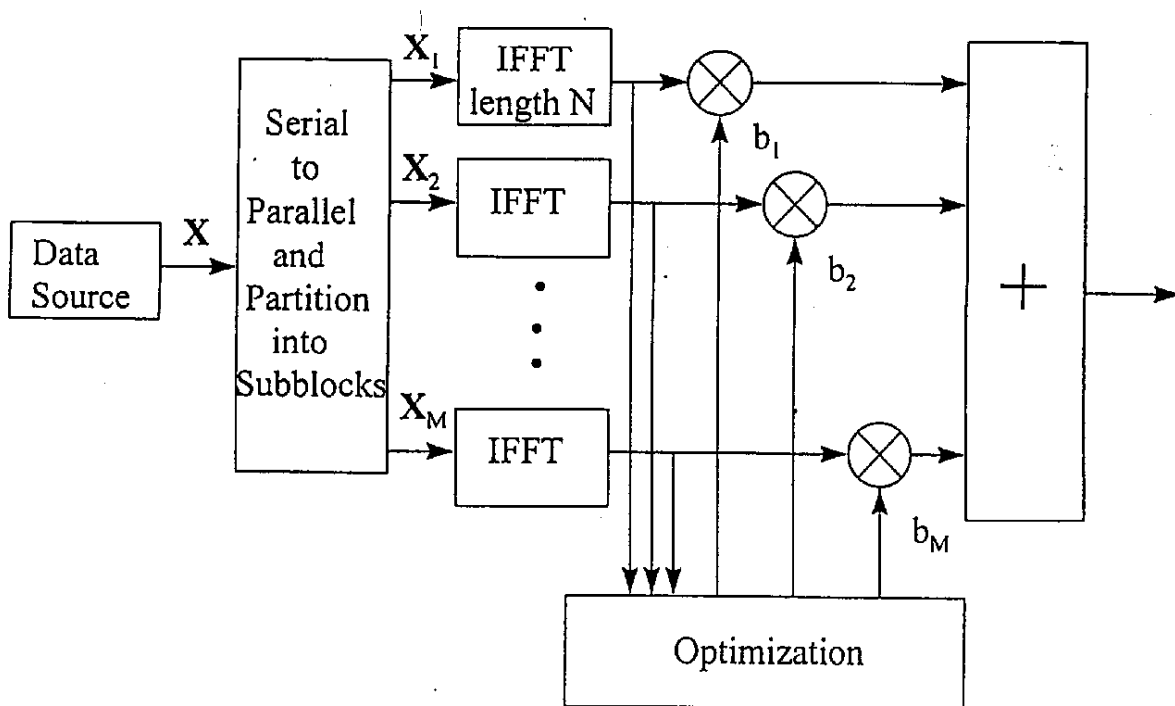 Data
Source
X
Serial
to
Parallel
and
Partition
into
Subblocks
X₁
IFFT
length N
X₂
IFFT
X_M
IFFT
b₁
b₂
b_M
+
Optimization